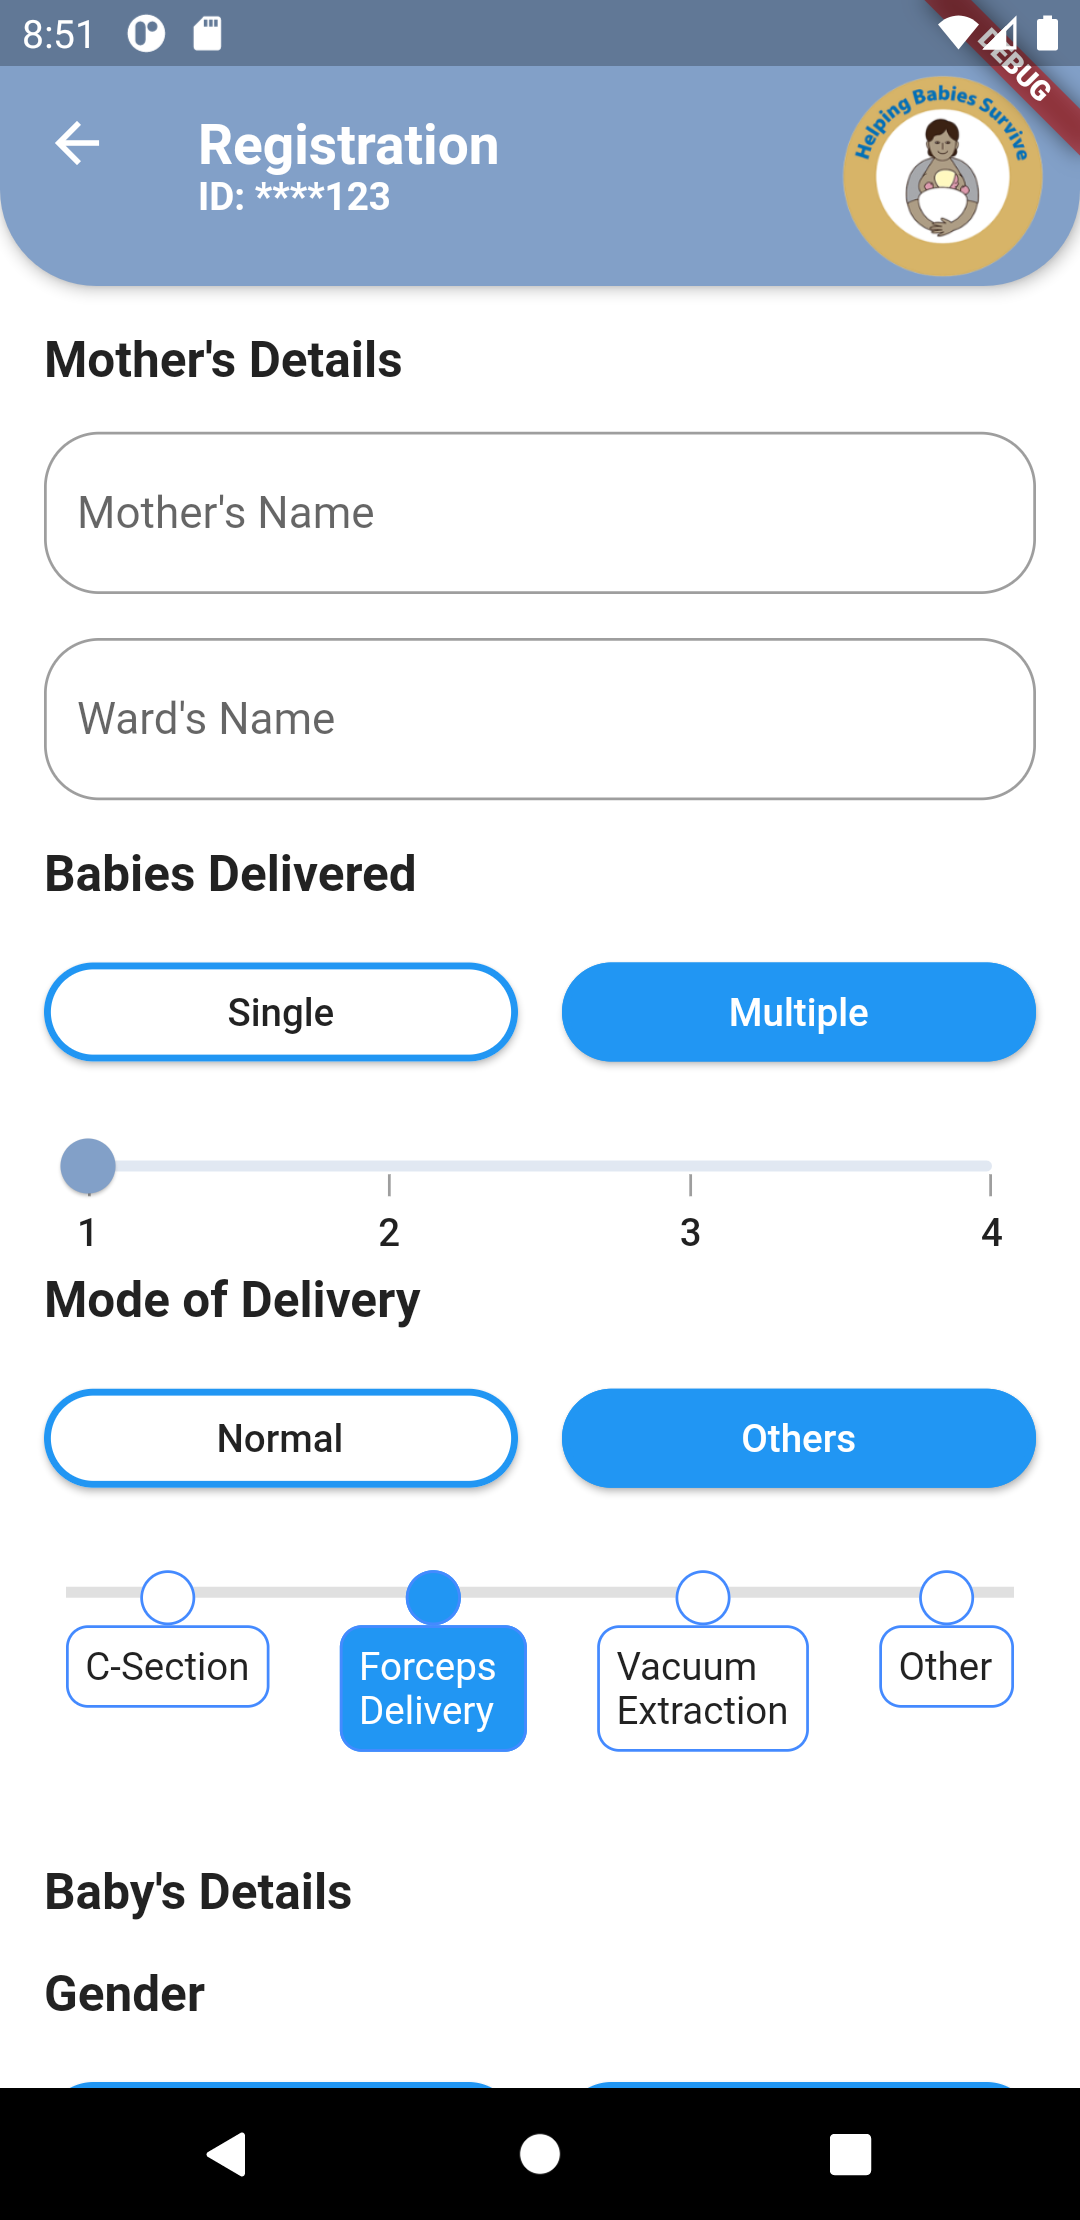 8:51
DEBUG
Helping Babies Survive
Registration
ID: ****123
Mother's Details
Mother's Name
Ward's Name
Babies Delivered
Single
Multiple
1
2
3
4
Mode of Delivery
Normal
Others
C-Section
Forceps
Delivery
Vacuum
Extraction
Other
Baby's Details
Gender